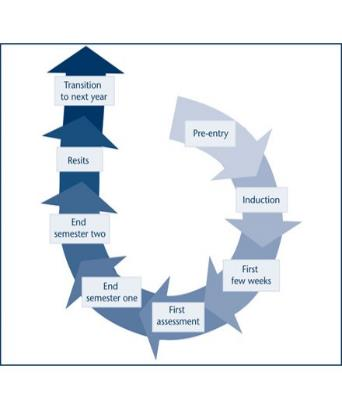 Pre-entry
Induction
First
few weeks
First
assessment
End
semester one
End
semester two
Resits
Transition
to next year